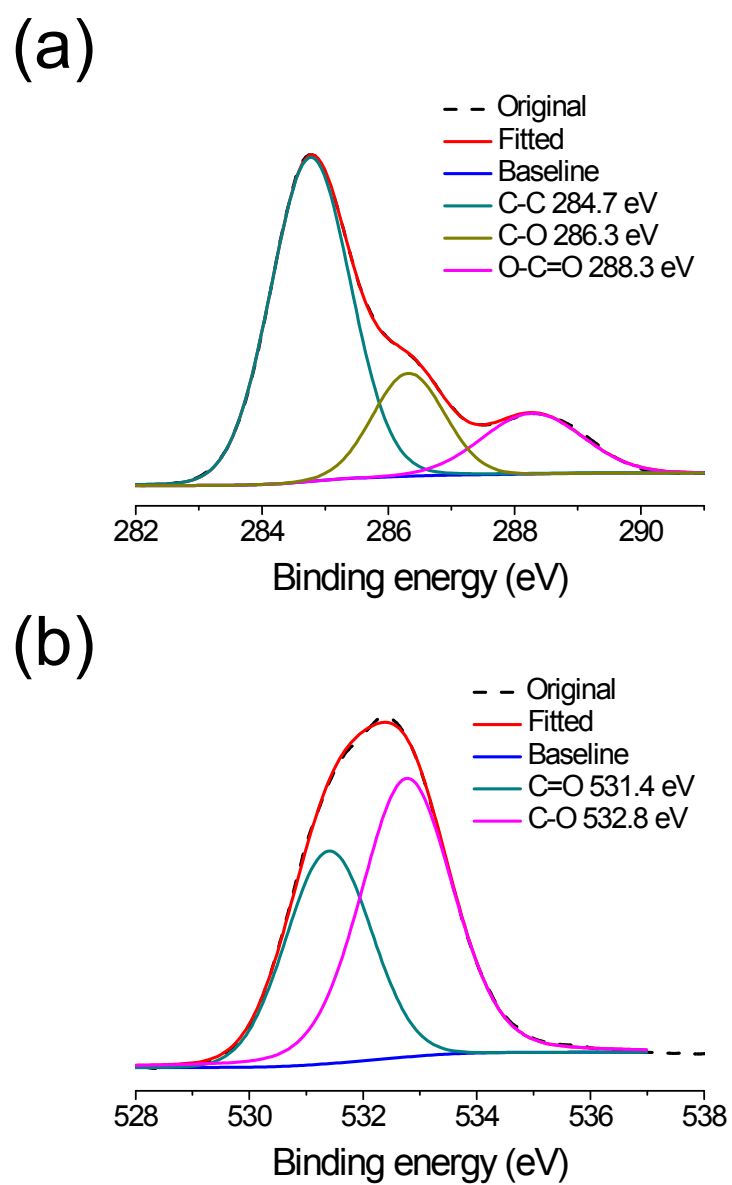 (a)
Original
Fitted
Baseline
C-C 284.7 eV
C-O 286.3 eV
O-C=O 288.3 eV
282 284 286 288 290
Binding energy (eV)
(b)
Original
Fitted
Baseline
C=O 531.4 eV
C-O 532.8 eV
528 530 532 534 536 538
Binding energy (eV)